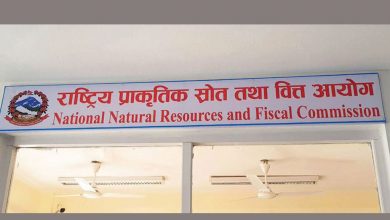 राष्ट्रिय प्राकृतिक स्रोत तथा वित्त आयोग
National Natural Resources and Fiscal Commission